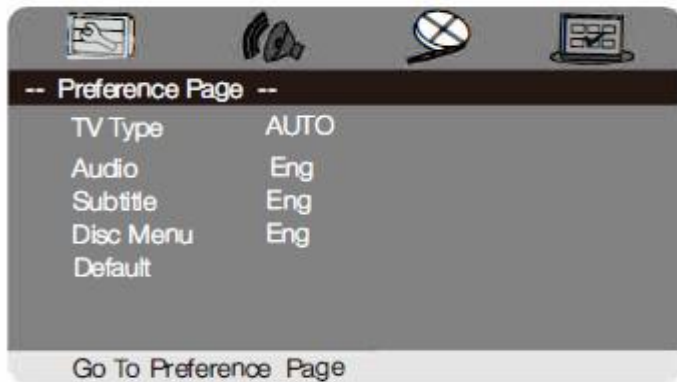 -- Preference Page --
TV Type AUTO
Audio Eng
Subtitle Eng
Disc Menu Eng
Default
Go To Preference Page